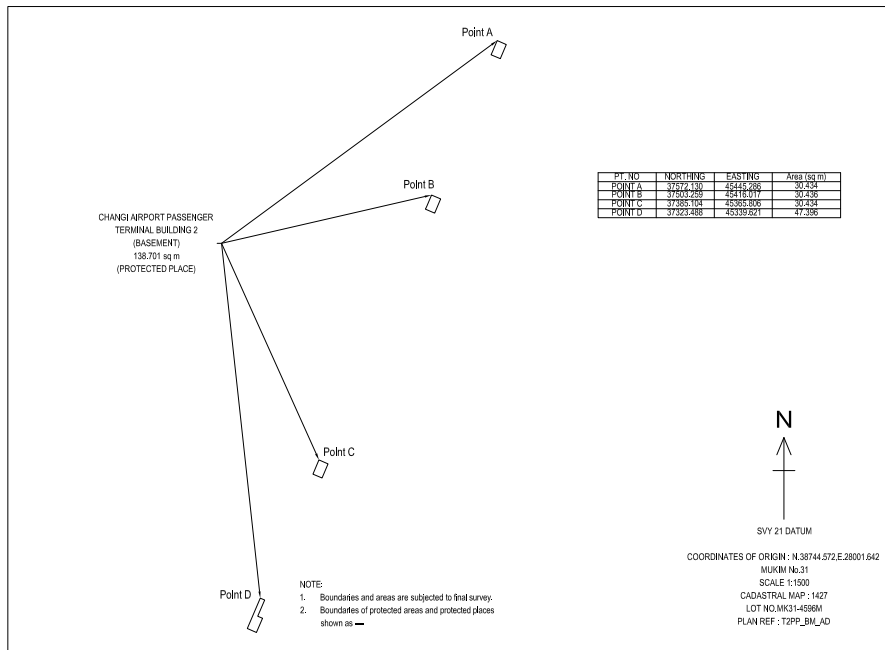 Point A
Point B
PT. NO NORTHING EASTING Area (sq m)
POINT A 37572.130 45445.286 30.434
POINT B 37503.259 45416.017 30.436
POINT C 37385.104 45365.806 30.434
POINT D 37323.488 45339.621 47.396
CHANGI AIRPORT PASSENGER
TERMINAL BUILDING 2
(BASEMENT)
138.701 sq m
(PROTECTED PLACE)
Point C
Point D
NOTE:
1. Boundaries and areas are subjected to final survey.
2. Boundaries of protected areas and protected places
shown as —
N
SVY 21 DATUM
COORDINATES OF ORIGIN : N.38744.572,E.28001.642
MUKIM No.31
SCALE 1:1500
CADASTRAL MAP : 1427
LOT NO.MK31-4596M
PLAN REF : T2PP_BM_AD